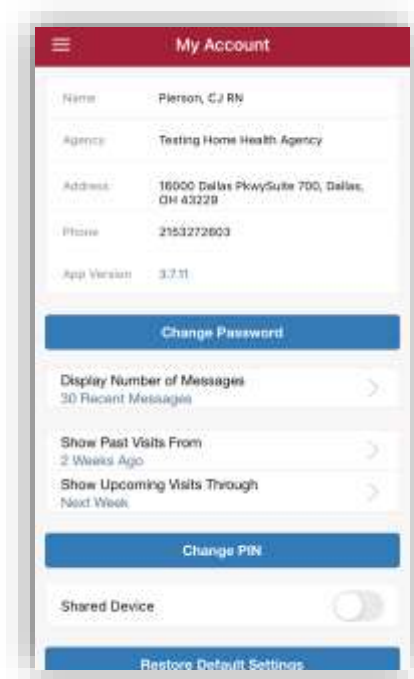 My Account
Name Pierson, CJ RN
Agency Testing Home Health Agency
Address 16000 Dallas PkwySuite 700, Dallas,
OH 43229
Phone 2153272603
App Version 3.7.11
Change Password
Display Number of Messages
30 Recent Messages
Show Past Visits From
2 Weeks Ago
Show Upcoming Visits Through
Next Week
Change PIN
Shared Device
Restore Default Settings